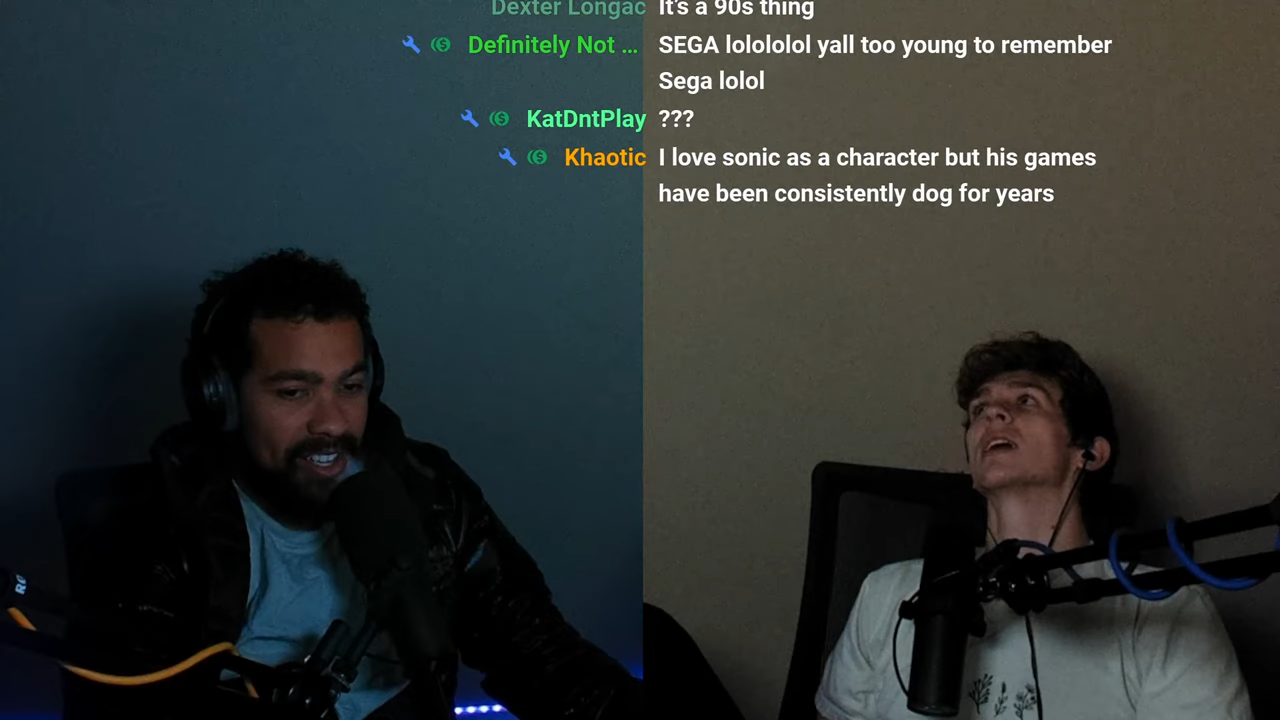 Dexter Longac It's a 90s thing
Definitely Not ... SEGA lolololol yall too young to remember
Sega lolol
KatDntPlay ???
Khaotic I love sonic as a character but his games
have been consistently dog for years